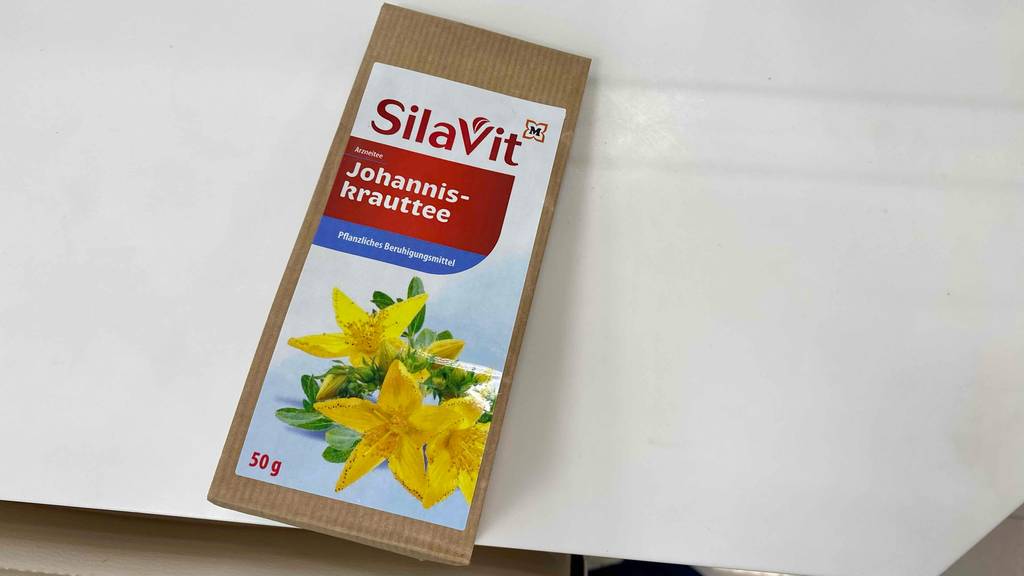 SilaVit
M
Arzneitee
Johannis-
krauttee
Pflanzliches Beruhigungsmittel
50 g